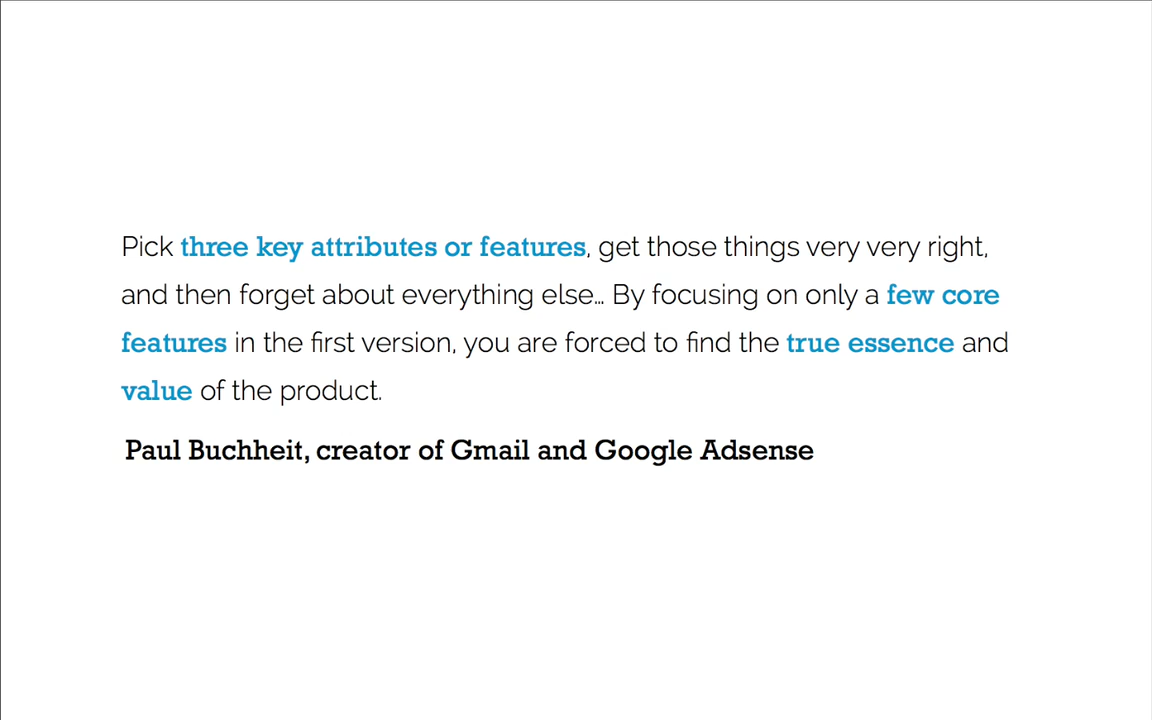 Pick three key attributes or features, get those things very very right,
and then forget about everything else... By focusing on only a few core
features in the first version, you are forced to find the true essence and
value of the product.
Paul Buchheit, creator of Gmail and Google Adsense